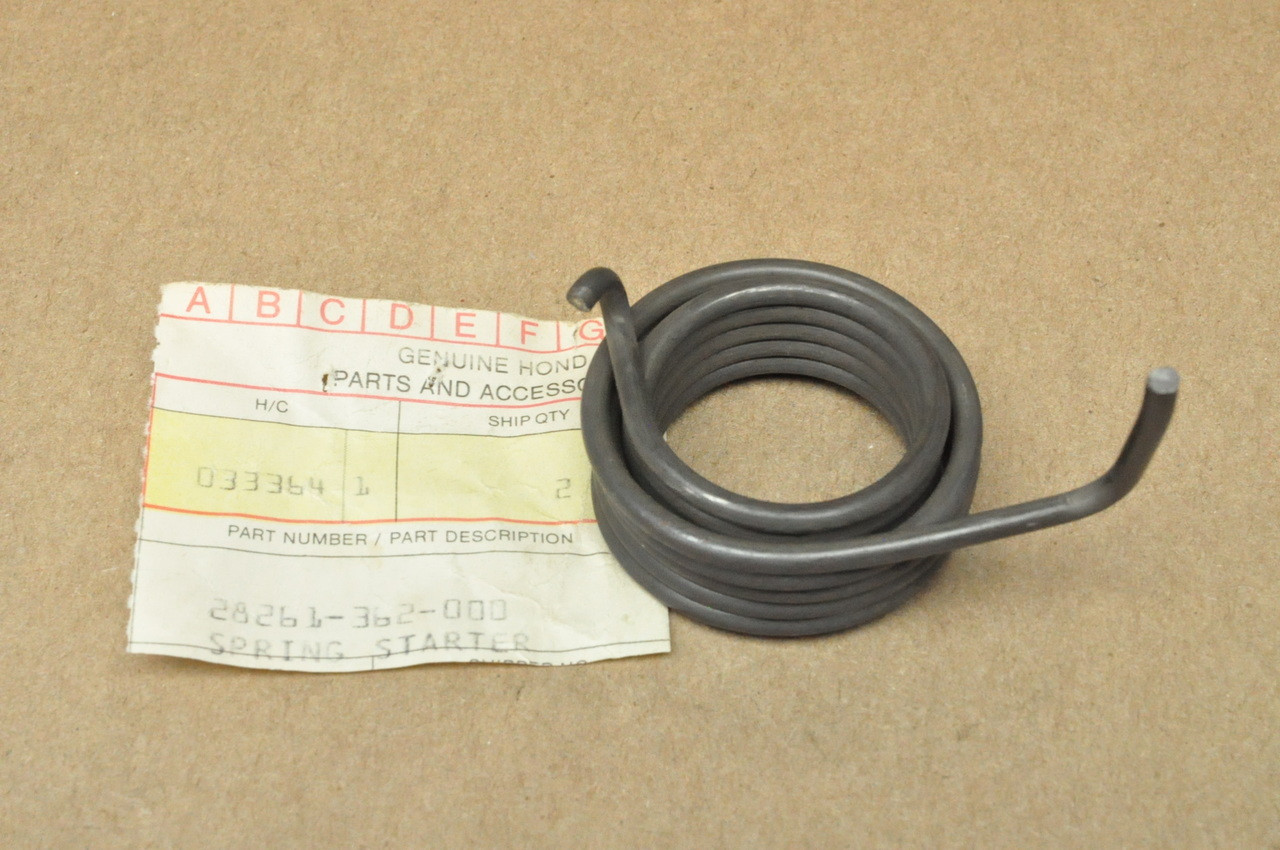 A B C D E F G
GENUINE HOND
PARTS AND ACCESSO
H/C SHIP QTY
033364 1 2
PART NUMBER / PART DESCRIPTION
28261-362-000
SPRING STARTER